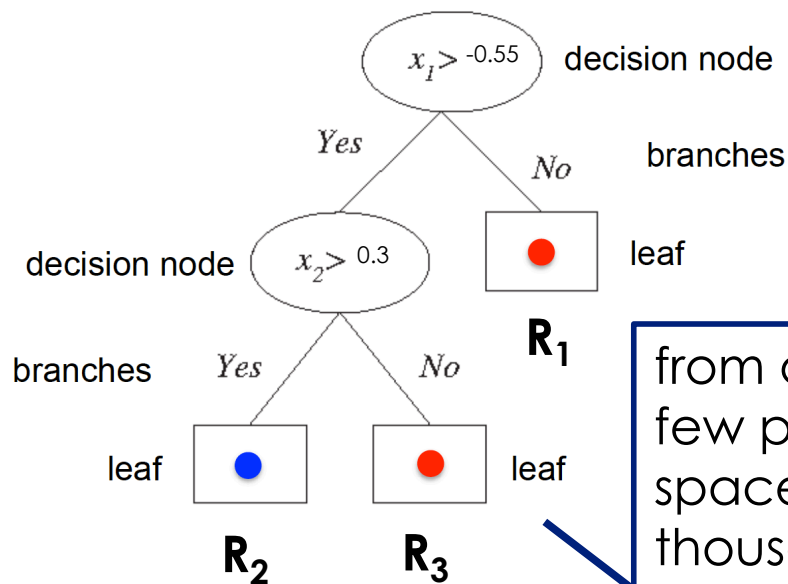 x₁> -0.55 decision node
Yes
No
branches
decision node
x₂> 0.3
leaf
R₁
branches
Yes
No
leaf
leaf
R₂
R₃
from
few
space